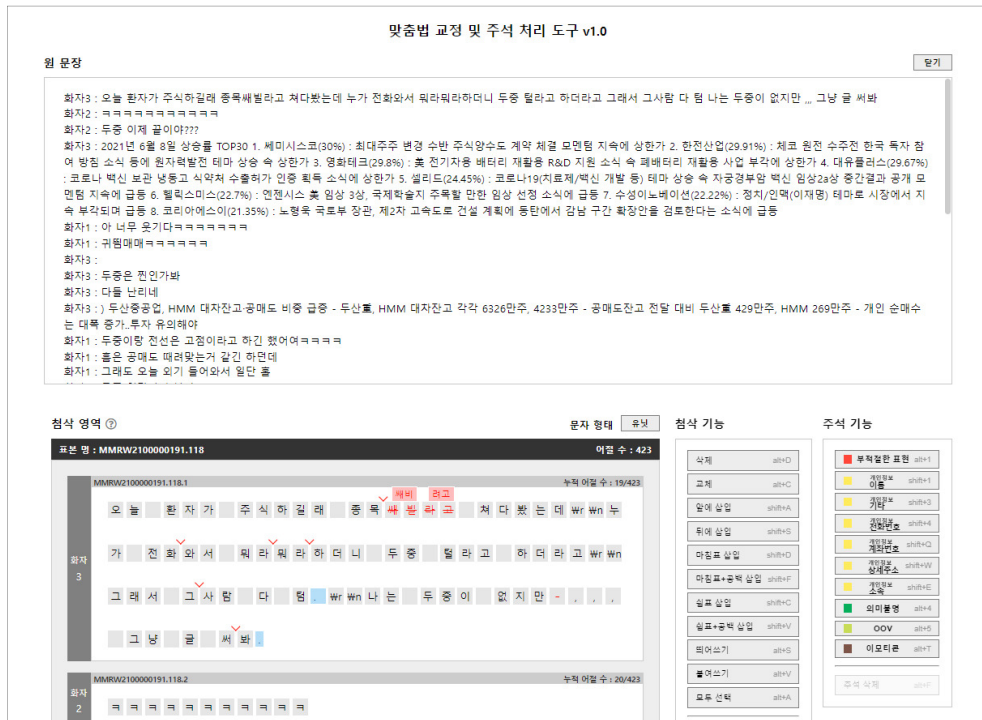 맞춤법 교정 및 주석 처리 도구 v1.0
원 문장
닫기
화자3 : 오늘 환자가 주식하길래 종목쌔빌라고 쳐다봤는데 누가 전화와서 뭐라뭐라하더니 두중 털라고 하더라고 그래서 그사람 다 텀 나는 두중이 없지만 ,,, 그냥 글 써봐
화자2 : ㅋㅋㅋㅋㅋㅋㅋㅋㅋㅋㅋ
화자2 : 두중 이제 끝이야???
화자3 : 2021년 6월 8일 상승률 TOP30 1. 쎄미시스코(30%) : 최대주주 변경 수반 주식양수도 계약 체결 모멘텀 지속에 상한가 2. 한전산업(29.91%) : 체코 원전 수주전 한국 독자 참
여 방침 소식 등에 원자력발전 테마 상승 속 상한가 3. 영화테크(29.8%) : 美 전기자용 배터리 재활용 R&D 지원 소식 속 폐배터리 재활용 사업 부각에 상한가 4. 대유플러스(29.67%)
: 코로나 백신 보관 냉동고 식약처 수출허가 인증 획득 소식에 상한가 5. 셀리드(24.45%) : 코로나19(치료제/백신 개발 등) 테마 상승 속 자궁경부암 백신 임상2a상 중간결과 공개 모
멘텀 지속에 급등 6. 헬릭스미스(22.7%) : 엔젠시스 美 임상 3상, 국제학술지 주목할 만한 임상 선정 소식에 급등 7. 수성이노베이션(22.22%) : 정치/인맥(이재명) 테마로 시장에서 지
속 부각되며 급등 8. 코리아에스이(21.35%) : 노형욱 국토부 장관, 제2차 고속도로 건설 계획에 동탄에서 감남 구간 확장안을 검토한다는 소식에 급등
화자1 : 아 너무 웃기다ㅋㅋㅋㅋㅋㅋㅋ
화자1 : 귀찜매매ㅋㅋㅋㅋㅋㅋ
화자3 :
화자3 : 두중은 찐인가봐
화자3 : 다들 난리네
화자3 : ) 두산중공업, HMM 대차잔고·공매도 비중 급증 - 두산重, HMM 대차잔고 각각 6326만주, 4233만주 - 공매도잔고 전달 대비 두산重 429만주, HMM 269만주 - 개인 순매수
는 대폭 증가..투자 유의해야
화자1 : 두중이랑 전선은 고점이라고 하긴 했어여ㅋㅋㅋㅋ
화자1 : 흠은 공매도 때려맞는거 같긴 하던데
화자1 : 그래도 오늘 외기 들어와서 일단 홀
첨삭 영역 ?
문자 형태 유닛
첨삭 기능
주석 기능
표본 명 : MMRW2100000191.118 어절 수 : 423
MMRW2100000191.118.1 누적 어절 수 : 19/423
화자 3
쌔비 려고
오늘 환자가 주식하길래 종목쌔빌라고 쳐다봤는데₩r₩n누
가 전화와서 뭐라뭐라하더니 두중 털라고 하더라고₩r₩n
그래서 그사람 다 텀.₩r₩n나는 두중이 없지만-,,,
그냥 글 써봐.
MMRW2100000191.118.2 누적 어절 수 : 20/423
화자 2
ㅋㅋㅋㅋㅋㅋㅋㅋㅋㅋㅋ
삭제 alt+D
교체 alt+C
앞에 삽입 shift+A
뒤에 삽입 shift+S
마침표 삽입 shift+D
마침표+공백 삽입 shift+F
쉼표 삽입 shift+C
쉼표+공백 삽입 shift+V
띄어쓰기 alt+S
붙여쓰기 alt+V
모두 선택 alt+A
부적절한 표현 alt+1
개인정보 이름 shift+1
개인정보 기타 shift+3
개인정보 전화번호 shift+4
개인정보 계좌번호 shift+Q
개인정보 상세주소 shift+W
개인정보 소속 shift+E
의미불명 alt+4
OOV alt+5
이모티콘 alt+T
주석 삭제 alt+F